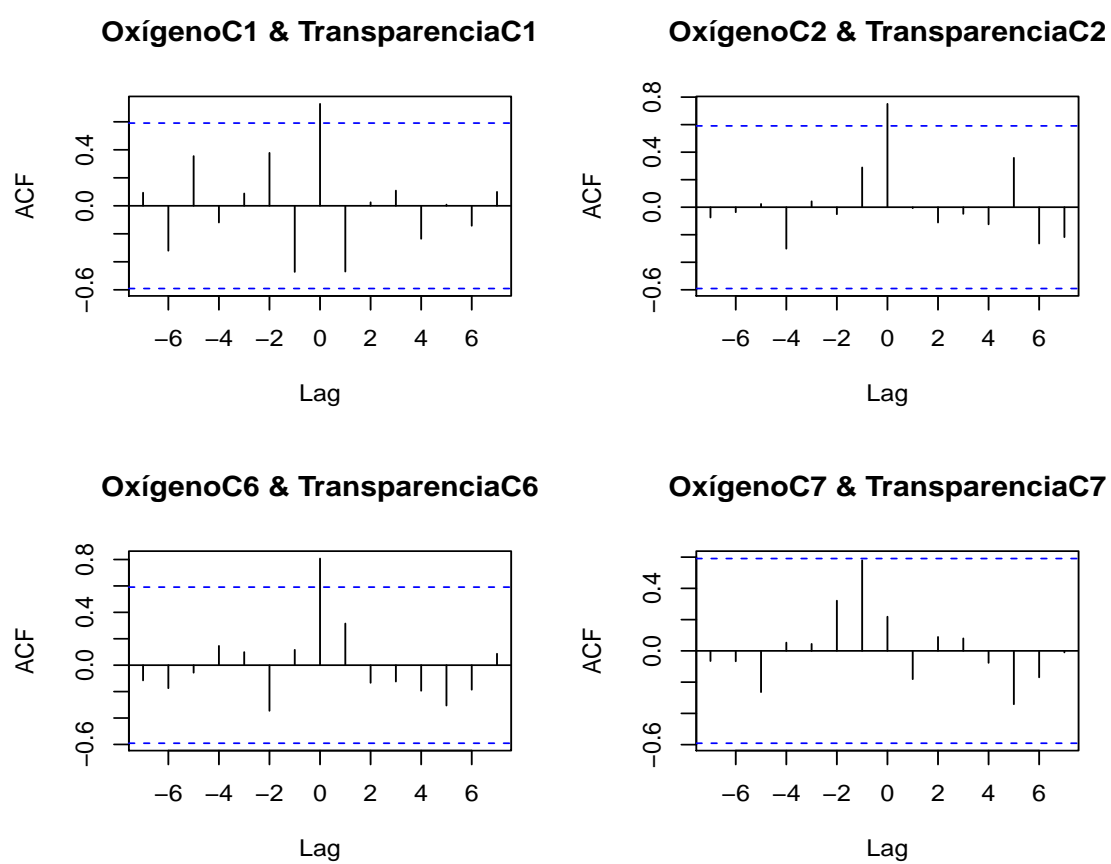 OxígenoC1 & TransparenciaC1
ACF
0.4
0.0
−0.6
−6 −4 −2 0 2 4 6
Lag
OxígenoC2 & TransparenciaC2
ACF
0.8
0.4
0.0
−0.6
−6 −4 −2 0 2 4 6
Lag
OxígenoC6 & TransparenciaC6
ACF
0.8
0.4
0.0
−0.6
−6 −4 −2 0 2 4 6
Lag
OxígenoC7 & TransparenciaC7
ACF
0.4
0.0
−0.6
−6 −4 −2 0 2 4 6
Lag